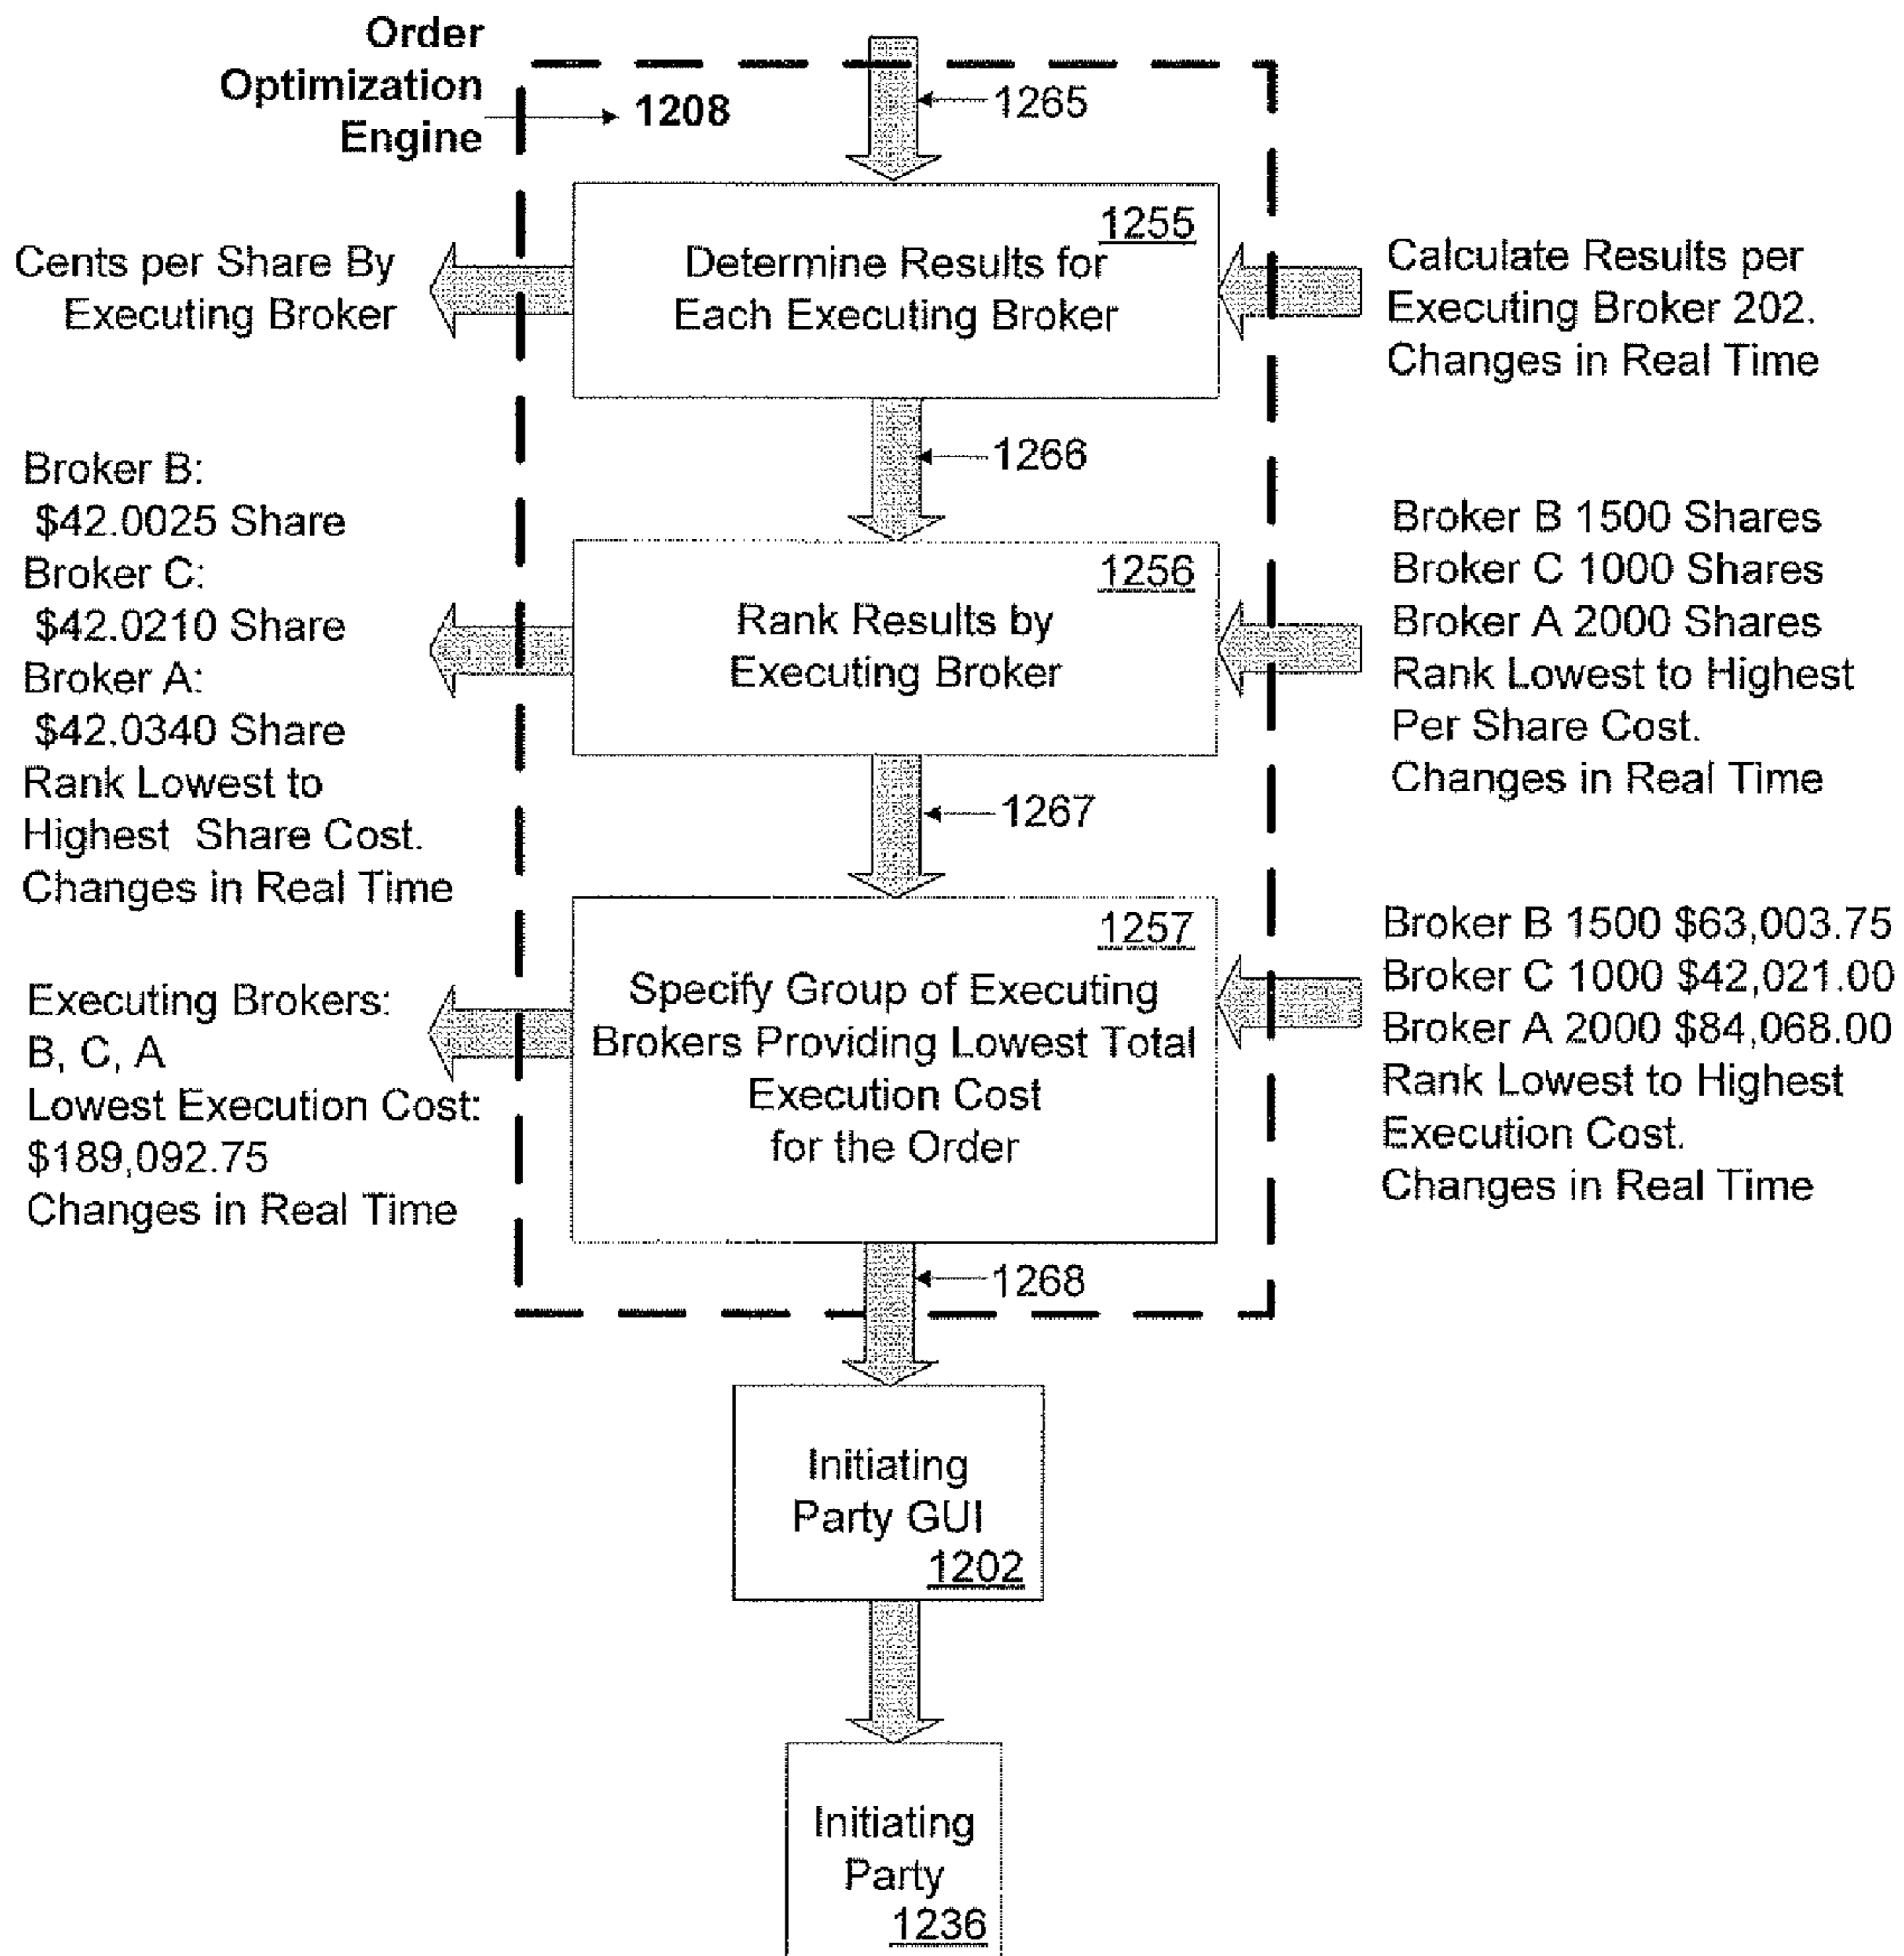 Order
Optimization
Engine
1208
1265
1255
Determine Results for
Each Executing Broker
Cents per Share By
Executing Broker
Calculate Results per
Executing Broker 202.
Changes in Real Time
1266
Broker B:
$42.0025 Share
Broker C:
$42.0210 Share
Broker A:
$42.0340 Share
Rank Lowest to
Highest Share Cost.
Changes in Real Time
1256
Rank Results by
Executing Broker
Broker B 1500 Shares
Broker C 1000 Shares
Broker A 2000 Shares
Rank Lowest to Highest
Per Share Cost.
Changes in Real Time
1267
Executing Brokers:
B, C, A
Lowest Execution Cost:
$189,092.75
Changes in Real Time
1257
Specify Group of Executing
Brokers Providing Lowest Total
Execution Cost
for the Order
Broker B 1500 $63,003.75
Broker C 1000 $42,021.00
Broker A 2000 $84,068.00
Rank Lowest to Highest
Execution Cost.
Changes in Real Time
1268
Initiating
Party GUI
1202
Initiating
Party
1236